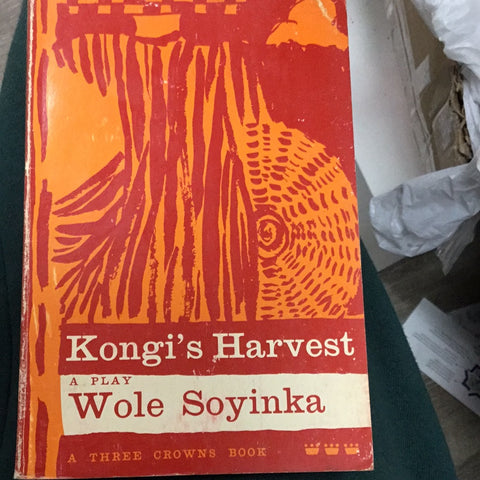 Kongi's Harvest
A PLAY
Wole Soyinka
A THREE CROWNS BOOK